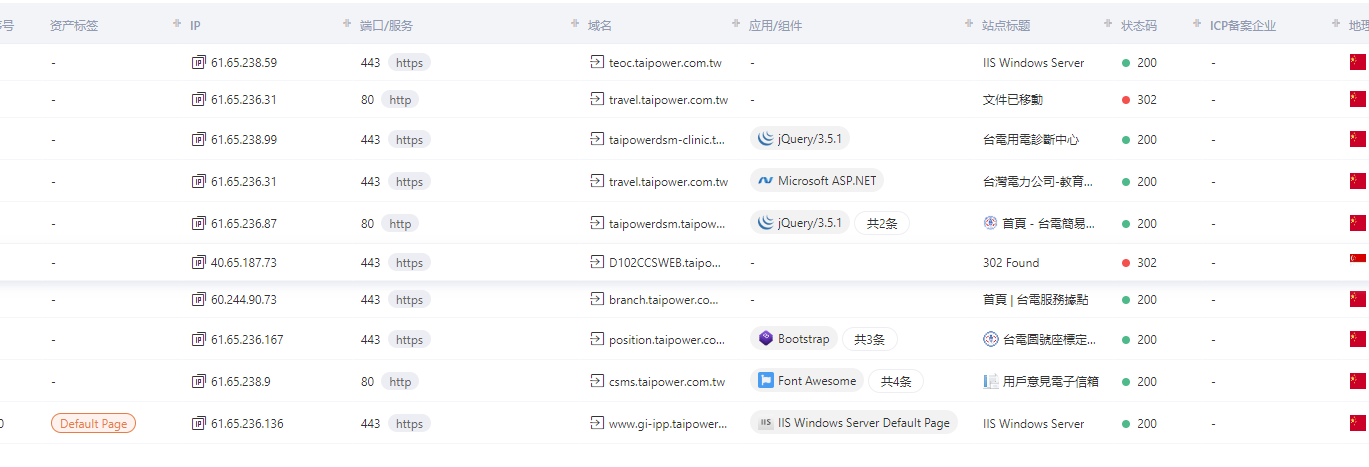 序号 资产标签 IP 端口/服务 域名 应用/组件 站点标题 状态码 ICP备案企业 地理
- 61.65.238.59 443 https teoc.taipower.com.tw - IIS Windows Server 200 -
- 61.65.236.31 80 http travel.taipower.com.tw - 文件已移動 302 -
- 61.65.238.99 443 https taipowerdsm-clinic.t... jQuery/3.5.1 台電用電診斷中心 200 -
- 61.65.236.31 443 https travel.taipower.com.tw Microsoft ASP.NET 台灣電力公司-教育... 200 -
- 61.65.236.87 80 http taipowerdsm.taipow... jQuery/3.5.1 共2条 首頁 - 台電簡易... 200 -
- 40.65.187.73 443 https D102CCSWEB.taipo... - 302 Found 302 -
- 60.244.90.73 443 https branch.taipower.co... - 首頁 | 台電服務據點 200 -
- 61.65.236.167 443 https position.taipower.co... Bootstrap 共3条 台電圖號座標定... 200 -
- 61.65.238.9 80 http csms.taipower.com.tw Font Awesome 共4条 用戶意見電子信箱 200 -
0 Default Page 61.65.236.136 443 https www.gi-ipp.taipower... IIS Windows Server Default Page IIS Windows Server 200 -